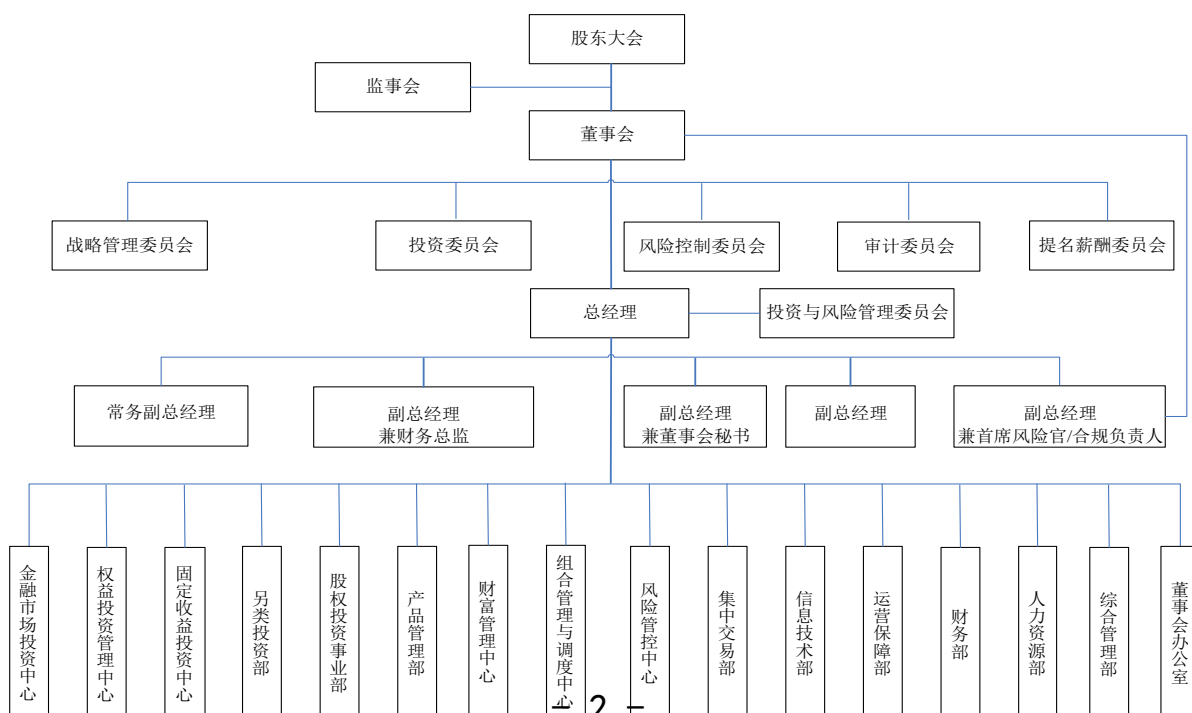 股东大会
监事会
董事会
战略管理委员会
投资委员会
风险控制委员会
审计委员会
提名薪酬委员会
总经理
投资与风险管理委员会
常务副总经理
副总经理
兼财务总监
副总经理
兼董事会秘书
副总经理
副总经理
兼首席风险官/合规负责人
金融市场投资中心
权益投资管理中心
固定收益投资中心
另类投资部
股权投资事业部
产品管理部
财富管理中心
组合管理与调度中心
风险管控中心
集中交易部
信息技术部
运营保障部
财务部
人力资源部
综合管理部
董事会办公室
- 2 -